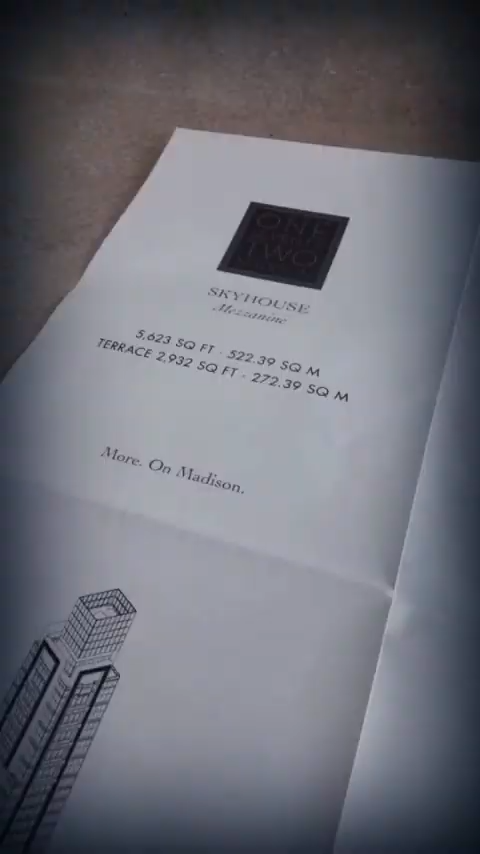 ONE
TWO
SKYHOUSE
Mezzanine
5,623 SQ FT · 522.39 SQ M
TERRACE 2,932 SQ FT · 272.39 SQ M
More. On Madison.